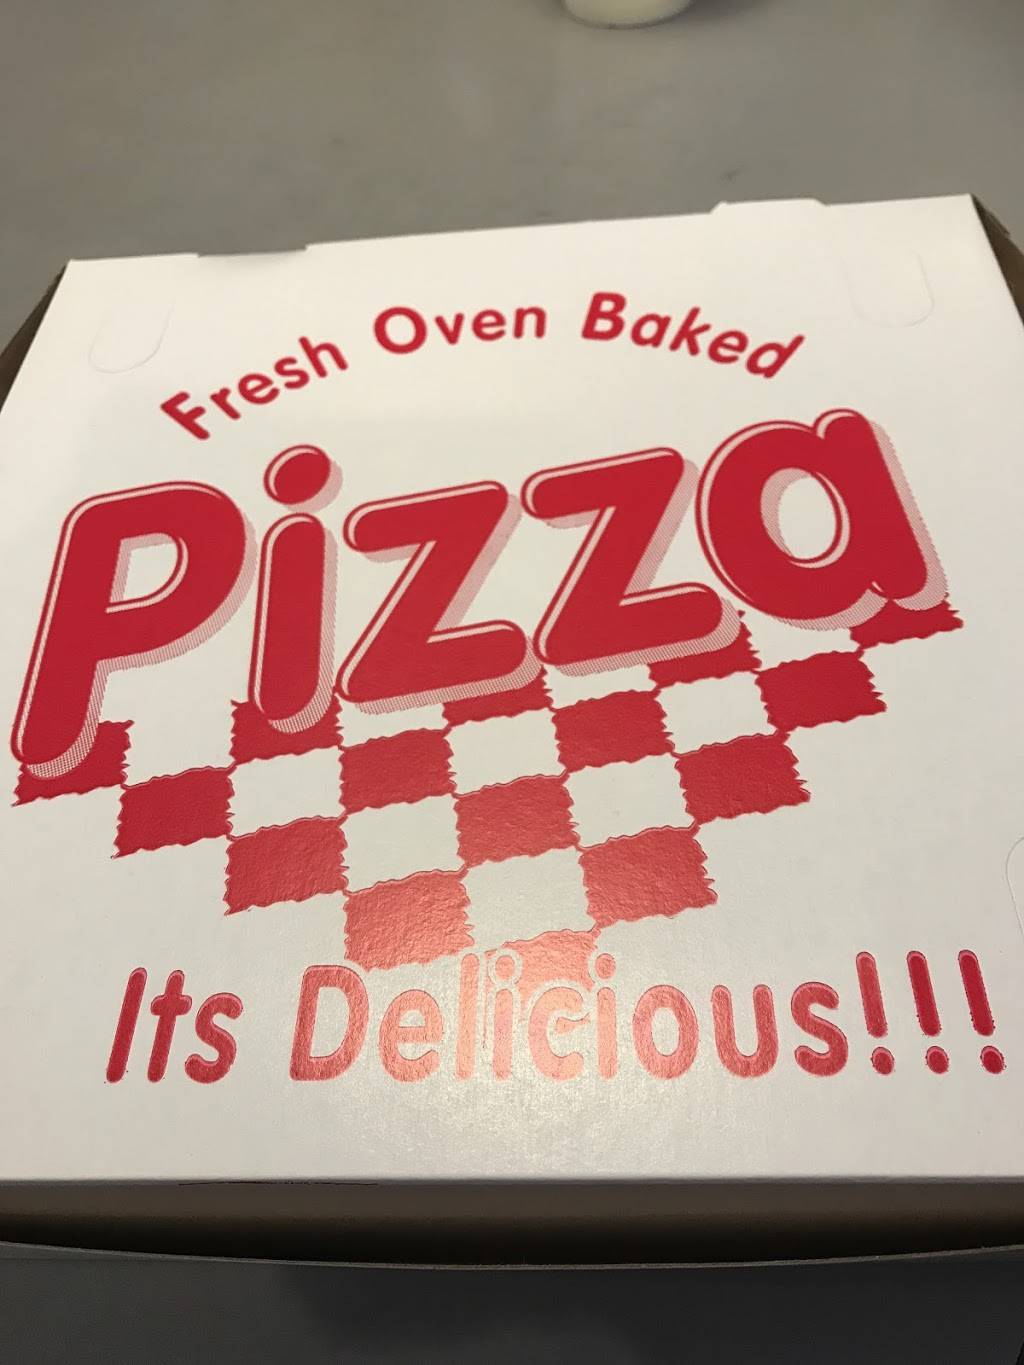 Fresh Oven Baked
Pizza
Its Delicious!!!